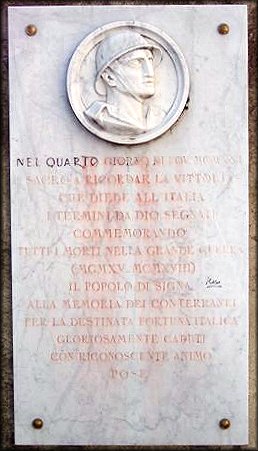 NEL QUARTO GIORNO DI NOV.
SACRO A RICORDAR LA VITTORIA
CHE DIEDE ALL'ITALIA
I TERMINI DA DIO SEGNATI
COMMEMORANDO
TUTTI I MORTI NELLA GRANDE GUERRA
(MCMXV-MCMXVIII)
IL POPOLO DI SIGNA
ALLA MEMORIA DEI CONTERRANEI
PER LA DESTINATA FORTUNA ITALICA
GLORIOSAMENTE CADUTI
CON RICONOSCENTE ANIMO
POSE